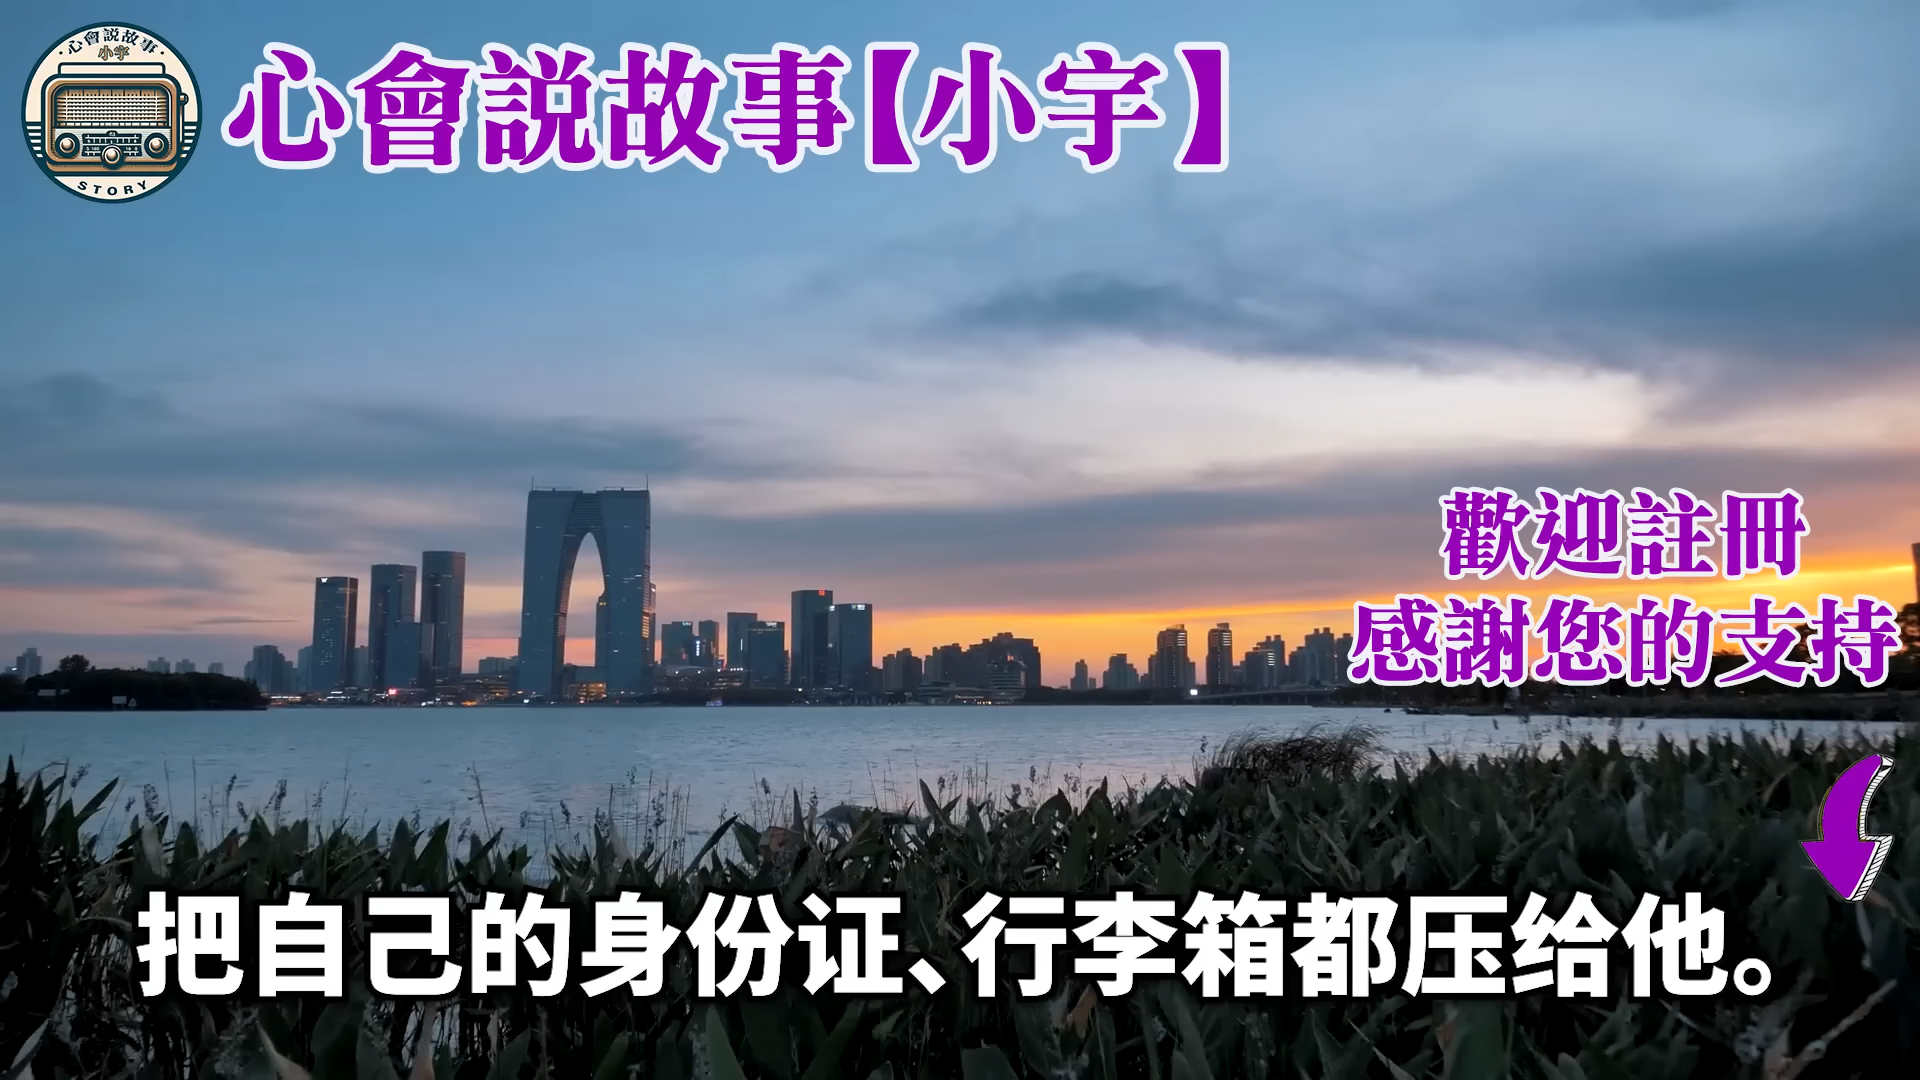 ·心會説故事·
小宇
STORY
心會説故事【小宇】
歡迎註冊
感謝您的支持
把自己的身份证、行李箱都压给他。